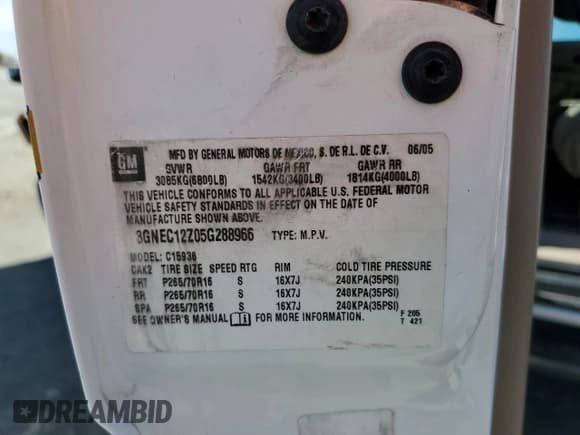 GM
MFD BY GENERAL MOTORS DE MEXICO, S. DE R.L. DE C.V. 06/05
GVWR GAWR FRT GAWR RR
3085KG(6800LB) 1542KG(3400LB) 1814KG(4000LB)
THIS VEHICLE CONFORMS TO ALL APPLICABLE U.S. FEDERAL MOTOR
VEHICLE SAFETY STANDARDS IN EFFECT ON THE DATE OF
MANUFACTURE SHOWN ABOVE.
3GNEC12Z05G288966 TYPE: M.P.V.
MODEL: C15936
CAK2 TIRE SIZE SPEED RTG RIM COLD TIRE PRESSURE
FRT P265/70R16 S 16X7J 240KPA(35PSI)
RR P265/70R16 S 16X7J 240KPA(35PSI)
SPA P265/70R16 S 16X7J 240KPA(35PSI)
SEE OWNER'S MANUAL FOR MORE INFORMATION. F 205
T 421
DREAMBID